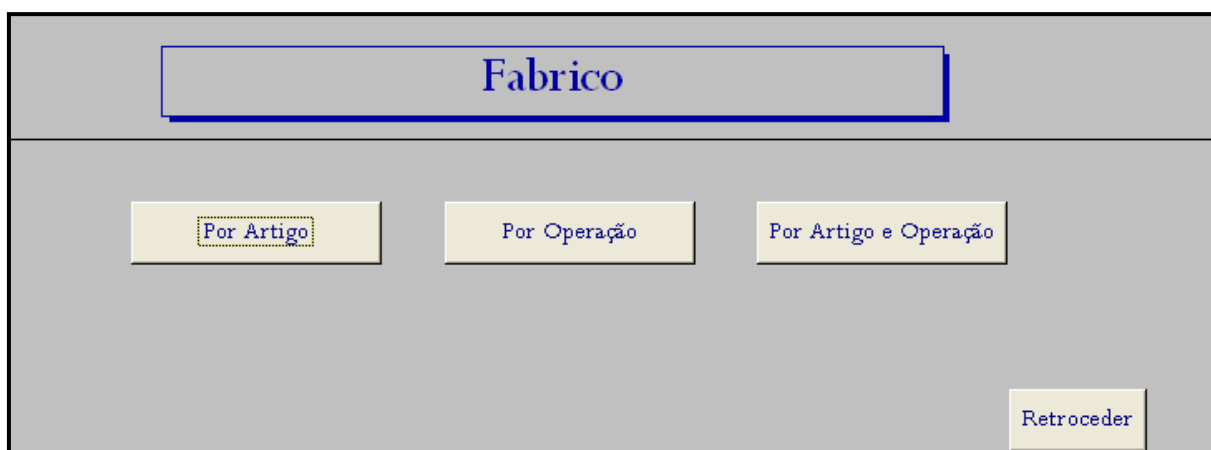 Fabrico
Por Artigo
Por Operação
Por Artigo e Operação
Retroceder